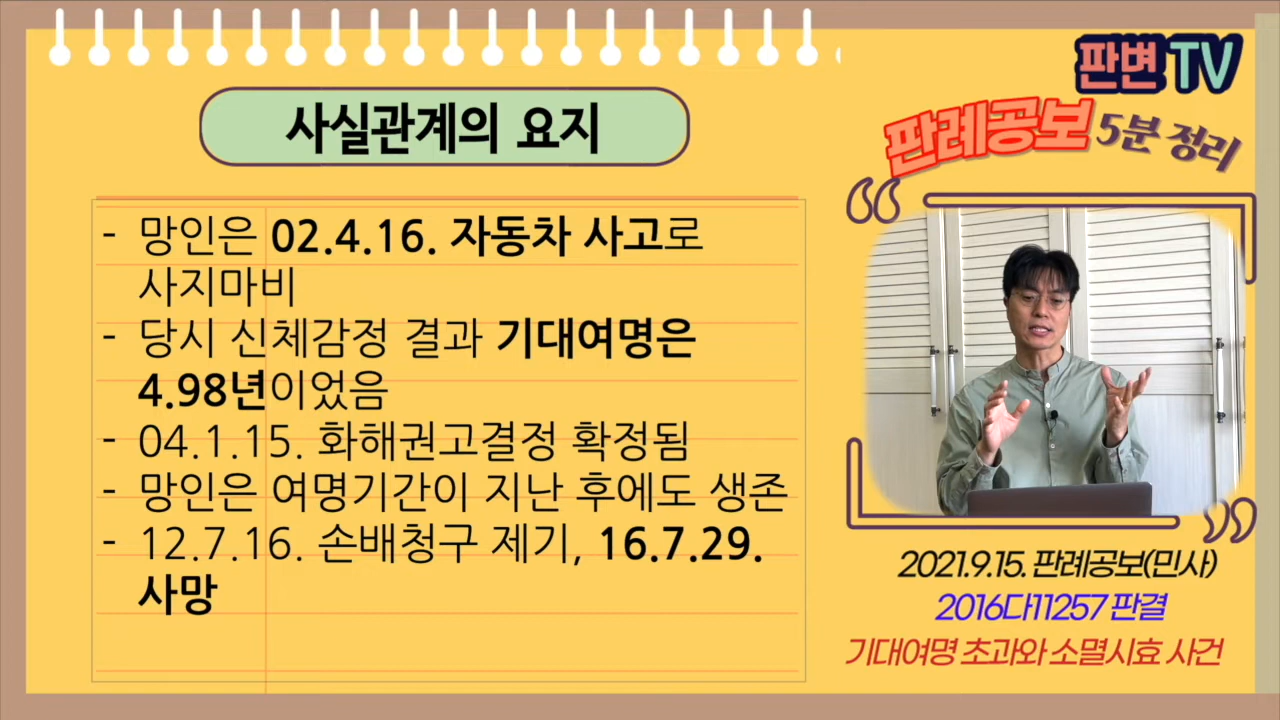 판변 TV
판례공보 5분 정리
사실관계의 요지
- 망인은 02.4.16. 자동차 사고로
사지마비
- 당시 신체감정 결과 기대여명은
4.98년이었음
- 04.1.15. 화해권고결정 확정됨
- 망인은 여명기간이 지난 후에도 생존
- 12.7.16. 손배청구 제기, 16.7.29.
사망
2021.9.15. 판례공보(민사)
2016다11257 판결
기대여명 초과와 소멸시효 사건